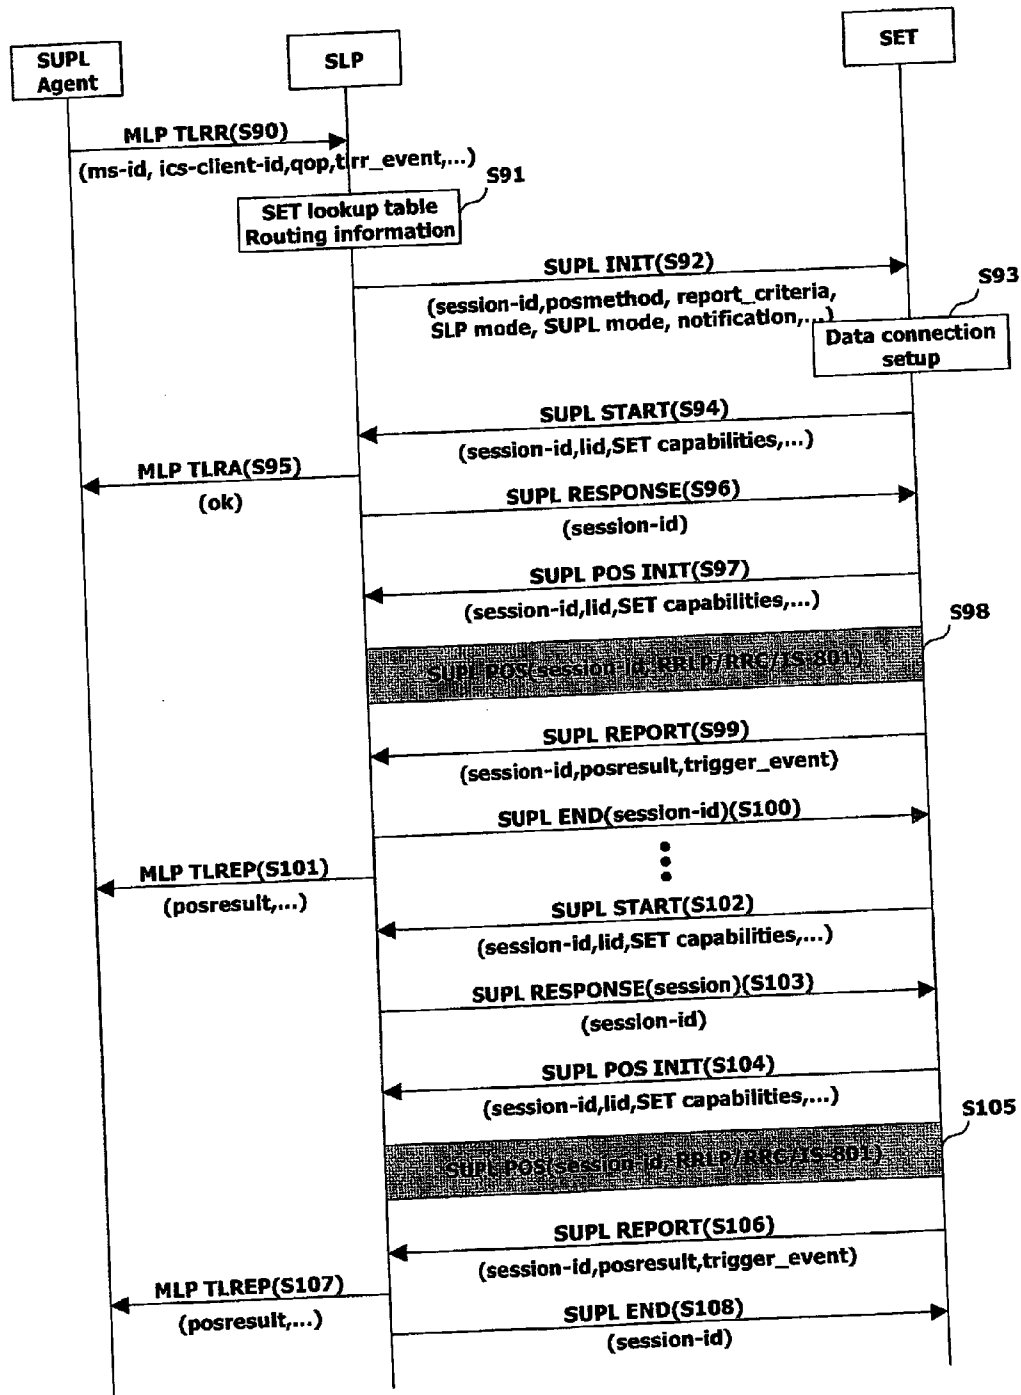 SUPL
Agent
SLP
SET
MLP TLRR(S90)
(ms-id, ics-client-id,qop,tlrr_event,...)
S91
SET lookup table
Routing information
SUPL INIT(S92)
(session-id,posmethod, report_criteria,
SLP mode, SUPL mode, notification,...)
S93
Data connection
setup
SUPL START(S94)
(session-id,lid,SET capabilities,...)
MLP TLRA(S95)
(ok)
SUPL RESPONSE(S96)
(session-id)
SUPL POS INIT(S97)
(session-id,lid,SET capabilities,...)
S98
SUPL POS(session-id, RRLP/RRC/IS-801)
SUPL REPORT(S99)
(session-id,posresult,trigger_event)
SUPL END(session-id)(S100)
MLP TLREP(S101)
(posresult,...)
SUPL START(S102)
(session-id,lid,SET capabilities,...)
SUPL RESPONSE(session)(S103)
(session-id)
SUPL POS INIT(S104)
(session-id,lid,SET capabilities,...)
S105
SUPL POS(session-id, RRLP/RRC/IS-801)
SUPL REPORT(S106)
(session-id,posresult,trigger_event)
MLP TLREP(S107)
(posresult,...)
SUPL END(S108)
(session-id)